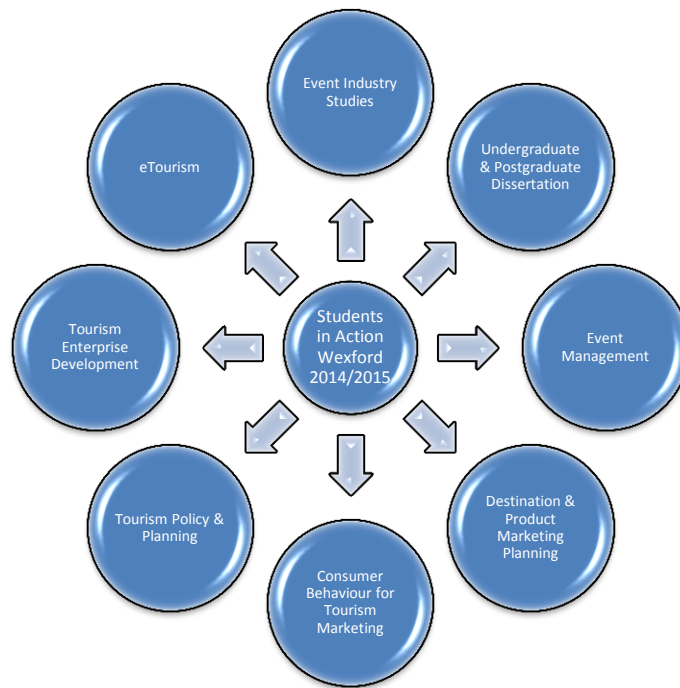 Event Industry
Studies
Undergraduate
& Postgraduate
Dissertation
Event
Management
Destination &
Product
Marketing
Planning
Consumer
Behaviour for
Tourism
Marketing
Tourism Policy &
Planning
Tourism
Enterprise
Development
eTourism
Students
in Action
Wexford
2014/2015